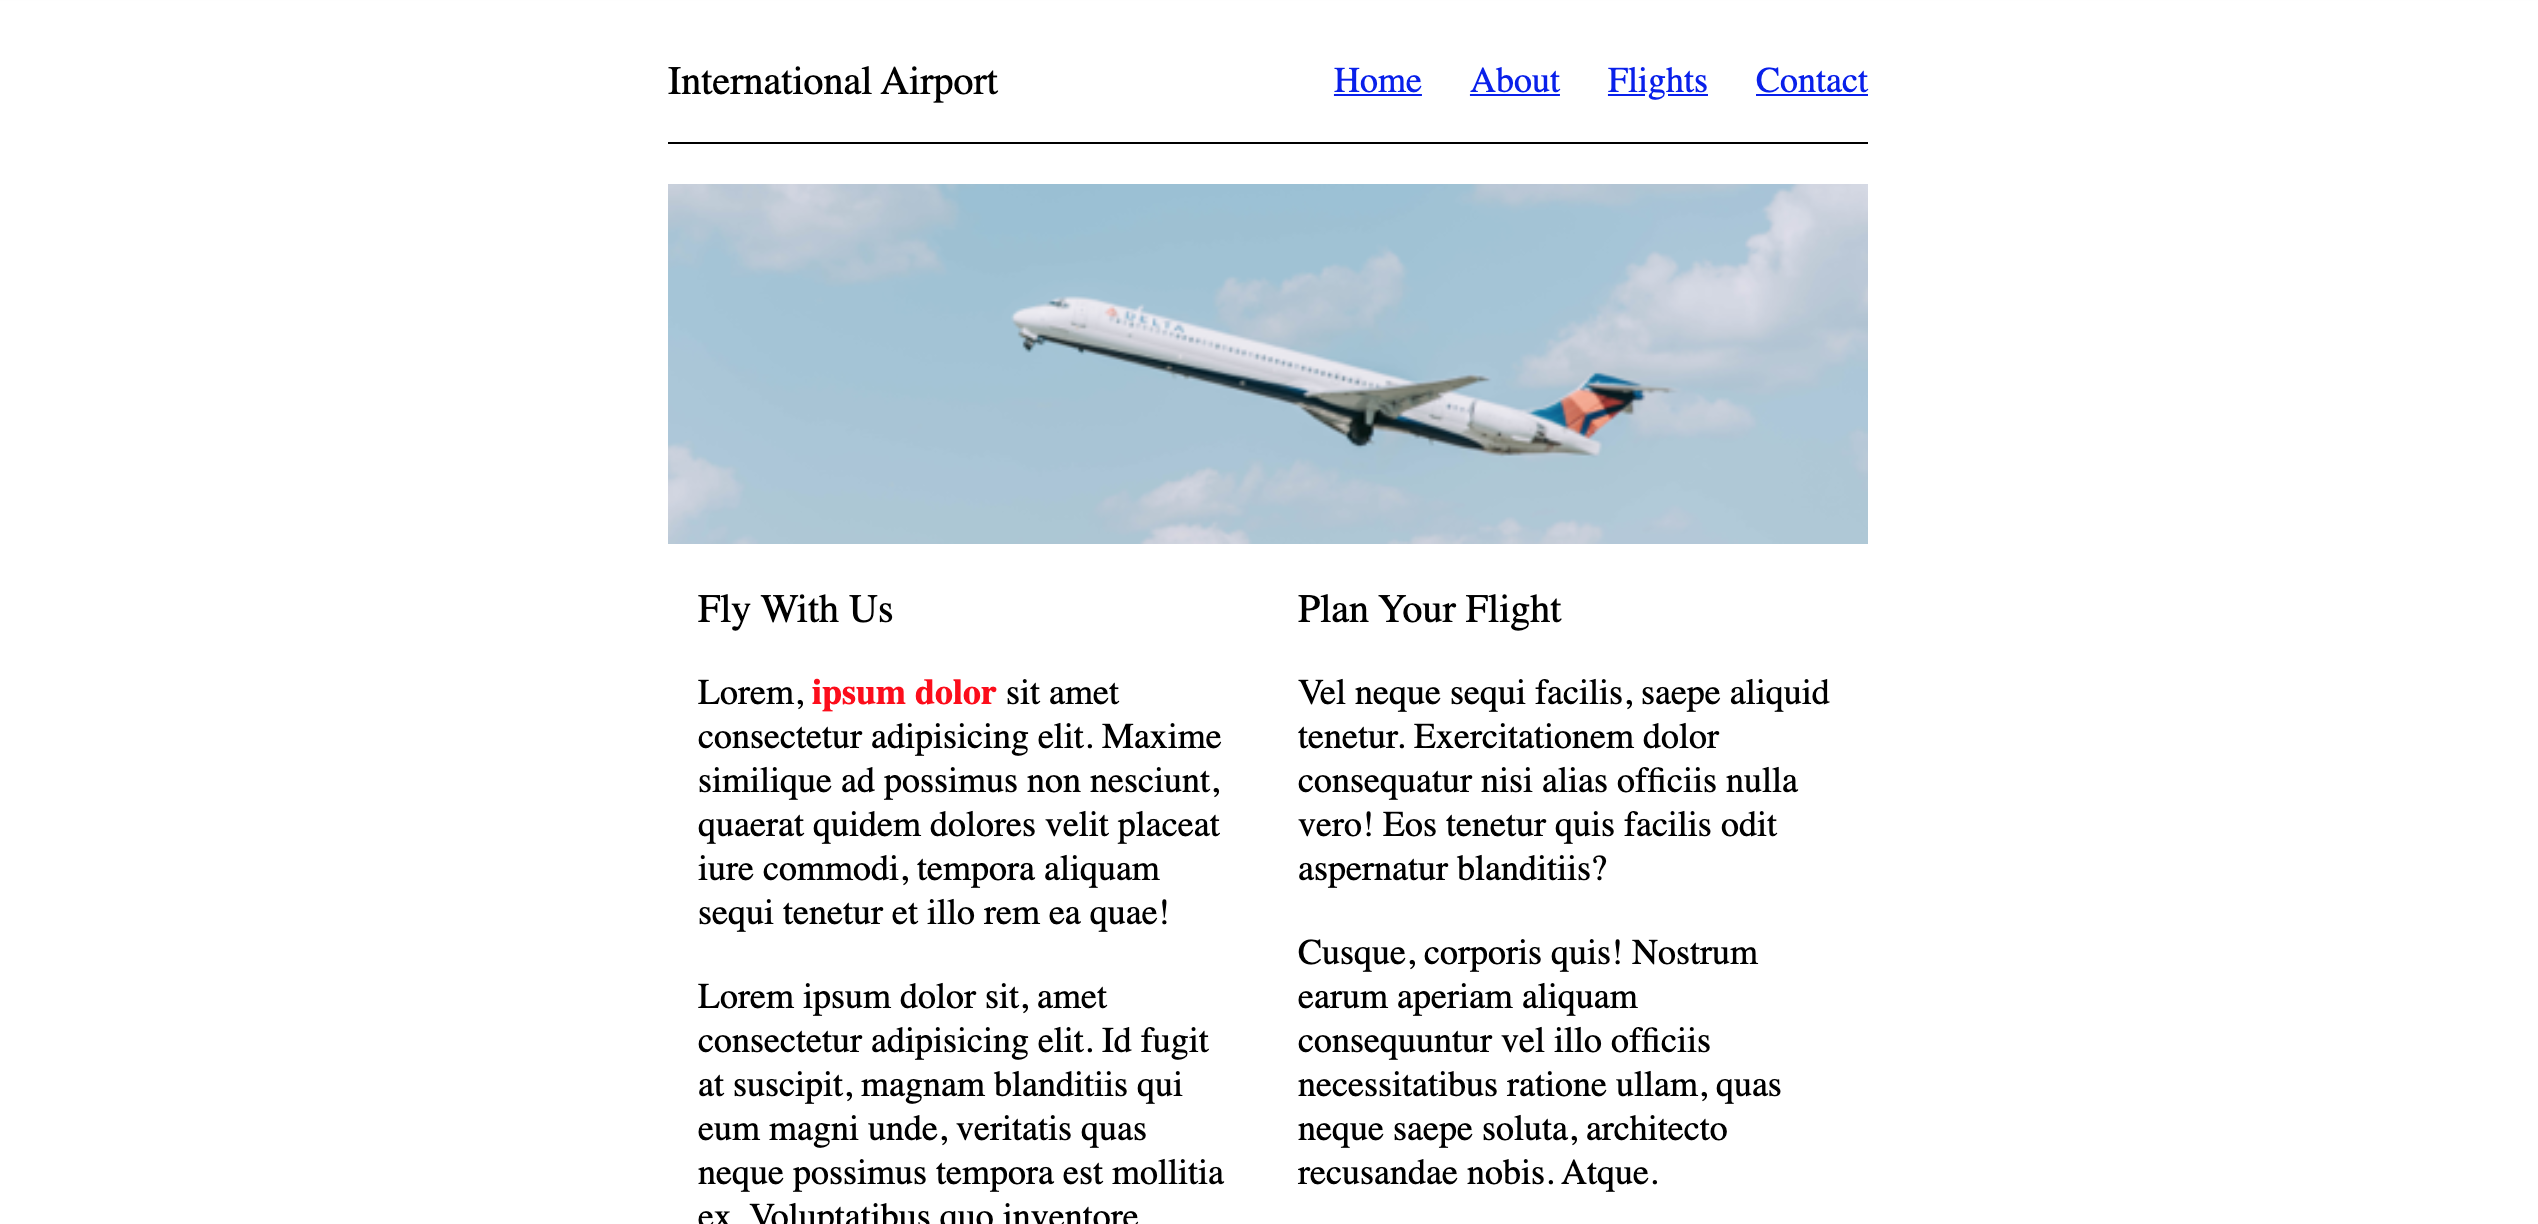 International Airport
Home About Flights Contact
DELTA
Fly With Us
Lorem, ipsum dolor sit amet
consectetur adipisicing elit. Maxime
similique ad possimus non nesciunt,
quaerat quidem dolores velit placeat
iure commodi, tempora aliquam
sequi tenetur et illo rem ea quae!
Lorem ipsum dolor sit, amet
consectetur adipisicing elit. Id fugit
at suscipit, magnam blanditiis qui
eum magni unde, veritatis quas
neque possimus tempora est mollitia
ex. Voluptatibus quo inventore
Plan Your Flight
Vel neque sequi facilis, saepe aliquid
tenetur. Exercitationem dolor
consequatur nisi alias officiis nulla
vero! Eos tenetur quis facilis odit
aspernatur blanditiis?
Cusque, corporis quis! Nostrum
earum aperiam aliquam
consequuntur vel illo officiis
necessitatibus ratione ullam, quas
neque saepe soluta, architecto
recusandae nobis. Atque.